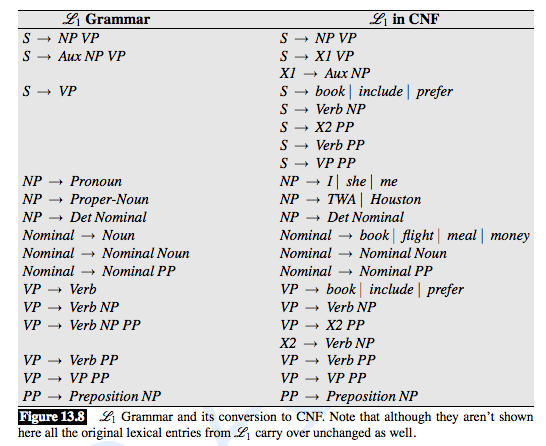 ℒ₁ Grammar    ℒ₁ in CNF
S → NP VP    S → NP VP
S → Aux NP VP    S → X1 VP
X1 → Aux NP
S → VP    S → book | include | prefer
S → Verb NP
S → X2 PP
S → Verb PP
S → VP PP
NP → Pronoun    NP → I | she | me
NP → Proper-Noun    NP → TWA | Houston
NP → Det Nominal    NP → Det Nominal
Nominal → Noun    Nominal → book | flight | meal | money
Nominal → Nominal Noun    Nominal → Nominal Noun
Nominal → Nominal PP    Nominal → Nominal PP
VP → Verb    VP → book | include | prefer
VP → Verb NP    VP → Verb NP
VP → Verb NP PP    VP → X2 PP
X2 → Verb NP
VP → Verb PP    VP → Verb PP
VP → VP PP    VP → VP PP
PP → Preposition NP    PP → Preposition NP
Figure 13.8    ℒ₁ Grammar and its conversion to CNF. Note that although they aren't shown
here all the original lexical entries from ℒ₁ carry over unchanged as well.